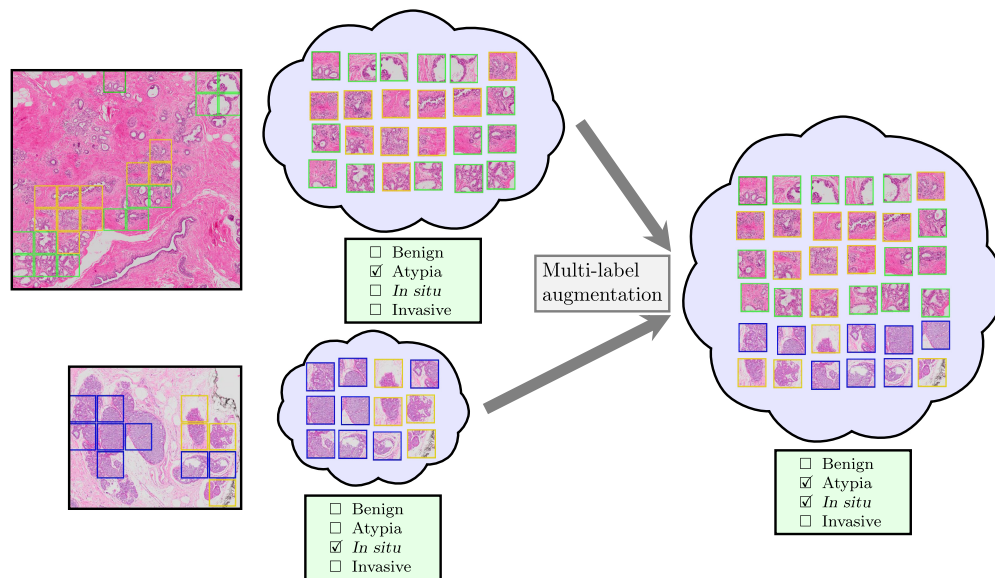 ☐ Benign
☑ Atypia
☐ In situ
☐ Invasive
Multi-label
augmentation
☐ Benign
☐ Atypia
☑ In situ
☐ Invasive
☐ Benign
☑ Atypia
☑ In situ
☐ Invasive